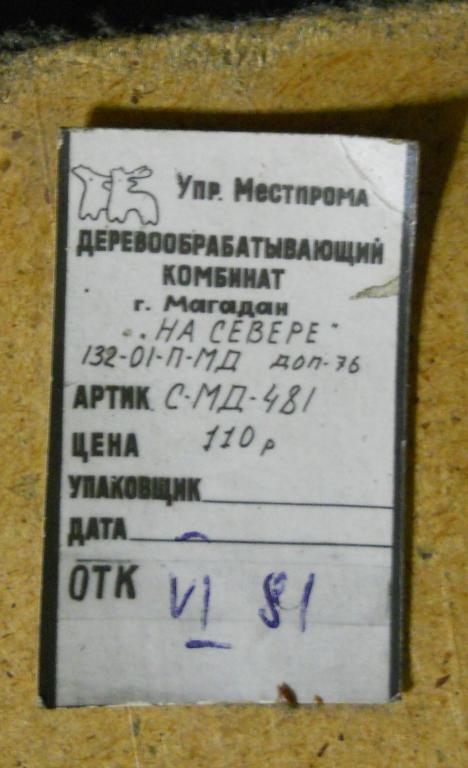 Упр. Местпрома
ДЕРЕВООБРАБАТЫВАЮЩИЙ
КОМБИНАТ
г. Магадан
„НА СЕВЕРЕ"
132-01-П-МД доп-76
АРТИК С-МД-481
ЦЕНА 110 р
УПАКОВЩИК
ДАТА
ОТК VI 81